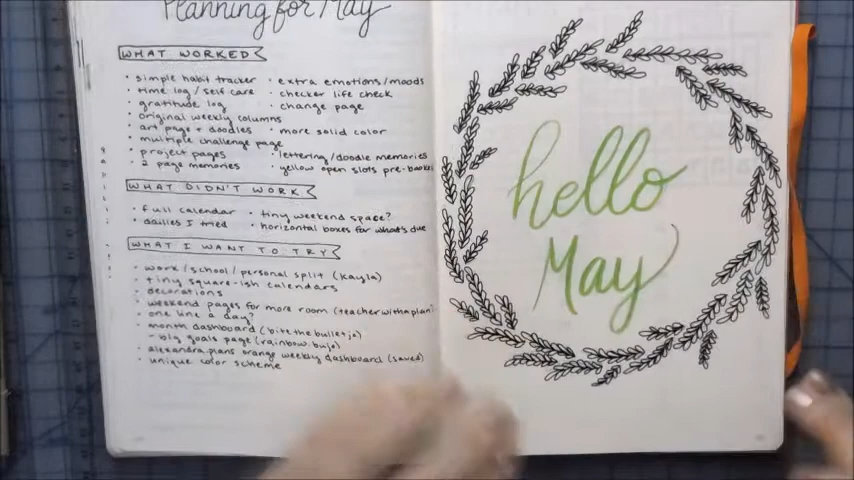 Planning for May
WHAT WORKED
• simple habit tracker • extra emotions/moods
• time log/self care • checker life check
• gratitude log • change page
• original weekly columns
• art page + doodles • more solid color
• multiple challenge page
• project pages • lettering/doodle memories
• 2 page memories • yellow open slots pre-book
WHAT DIDN'T WORK
• full calendar • tiny weekend space?
• dailies I tried • horizontal boxes for what's due
WHAT I WANT TO TRY
• work/school/personal split (Kayla)
• tiny square-ish calendars
• decorations
• weekend pages for more room (teacherwithaplan)
• one line a day?
• month dashboard (bitethebulletjo)
- big goals page (rainbow.bujo)
• alexandra.plans orange weekly dashboard (saved)
• unique color scheme
hello
May